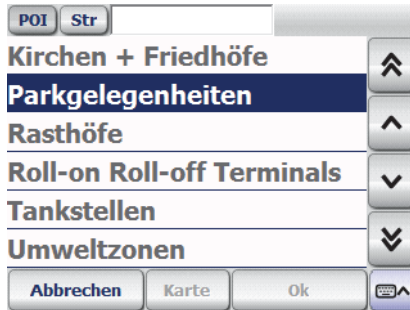 POI Str
Kirchen + Friedhöfe
Parkgelegenheiten
Rasthöfe
Roll-on Roll-off Terminals
Tankstellen
Umweltzonen
Abbrechen Karte Ok